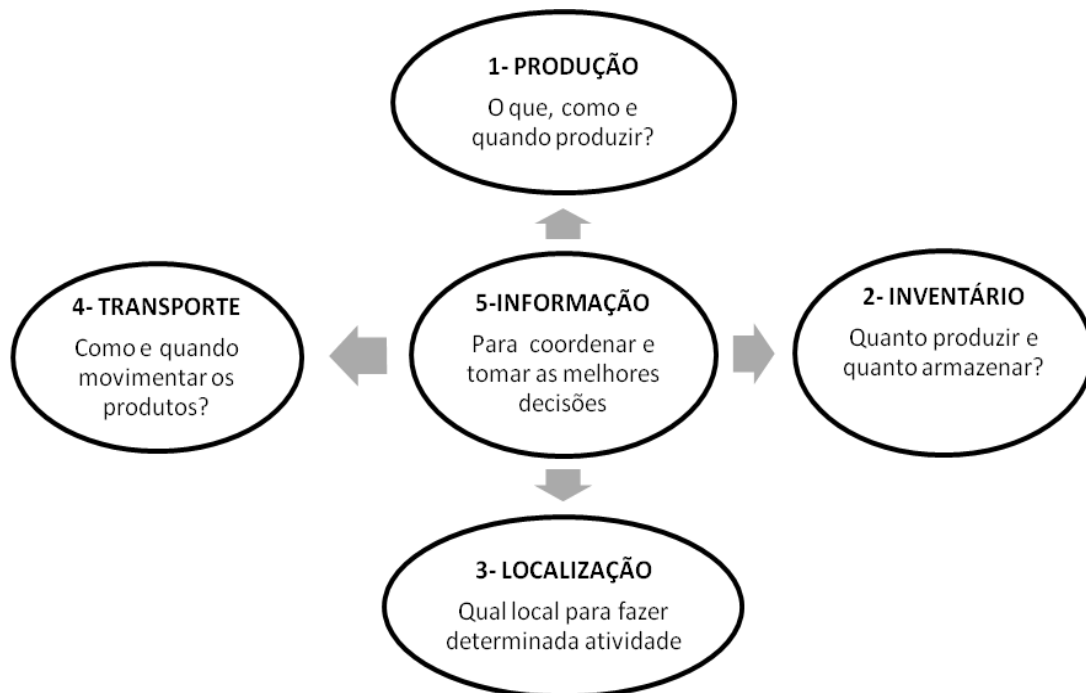 1- PRODUÇÃO
O que, como e
quando produzir?
4- TRANSPORTE
Como e quando
movimentar os
produtos?
5-INFORMAÇÃO
Para coordenar e
tomar as melhores
decisões
2- INVENTÁRIO
Quanto produzir e
quanto armazenar?
3- LOCALIZAÇÃO
Qual local para fazer
determinada atividade